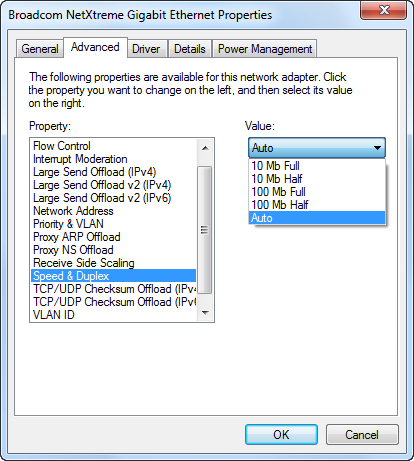 Broadcom NetXtreme Gigabit Ethernet Properties
General Advanced Driver Details Power Management
The following properties are available for this network adapter. Click
the property you want to change on the left, and then select its value
on the right.
Property:
Flow Control
Interrupt Moderation
Large Send Offload (IPv4)
Large Send Offload v2 (IPv4)
Large Send Offload v2 (IPv6)
Network Address
Priority & VLAN
Proxy ARP Offload
Proxy NS Offload
Receive Side Scaling
Speed & Duplex
TCP/UDP Checksum Offload (IPv4
TCP/UDP Checksum Offload (IPv6
VLAN ID
Value:
Auto
10 Mb Full
10 Mb Half
100 Mb Full
100 Mb Half
Auto
OK Cancel